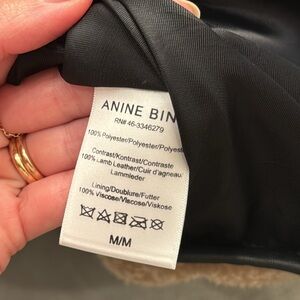 ANINE BIN
RN# 46-3346279
100% Polyester/Polyester/Polyest
Contrast/Kontrast/Contraste
100% Lamb Leather/Cuir d'agneau
Lammleder
Lining/Doublure/Futter
100% Viscose/Viscose/Viskose
M/M